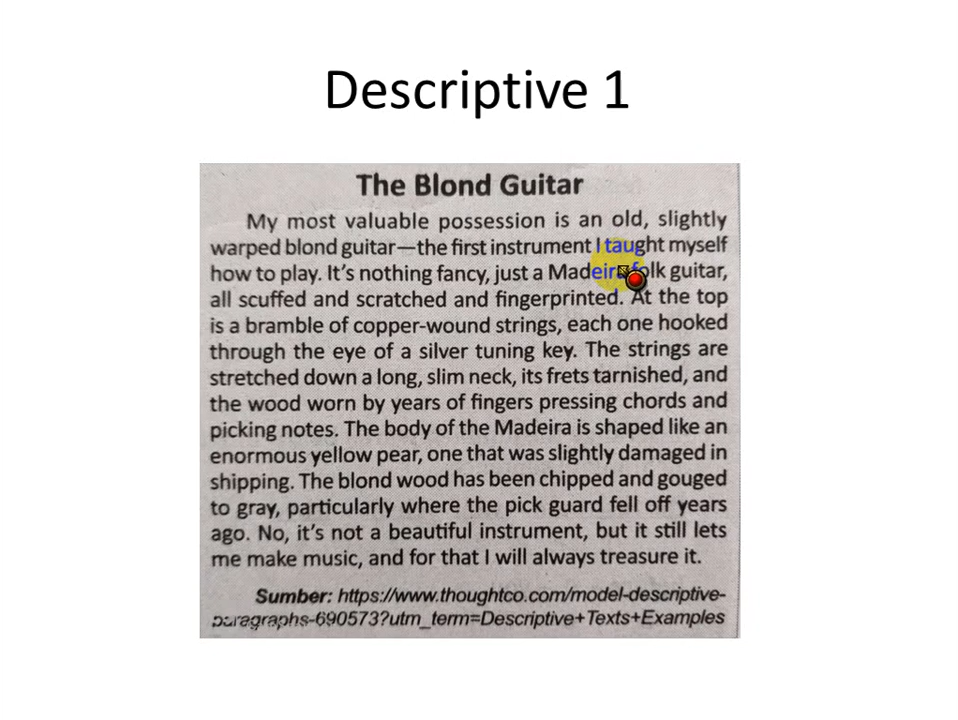 Descriptive 1
The Blond Guitar
My most valuable possession is an old, slightly
warped blond guitar—the first instrument I taught myself
how to play. It's nothing fancy, just a Madeira folk guitar,
all scuffed and scratched and fingerprinted. At the top
is a bramble of copper-wound strings, each one hooked
through the eye of a silver tuning key. The strings are
stretched down a long, slim neck, its frets tarnished, and
the wood worn by years of fingers pressing chords and
picking notes. The body of the Madeira is shaped like an
enormous yellow pear, one that was slightly damaged in
shipping. The blond wood has been chipped and gouged
to gray, particularly where the pick guard fell off years
ago. No, it's not a beautiful instrument, but it still lets
me make music, and for that I will always treasure it.
Sumber: https://www.thoughtco.com/model-descriptive-
paragraphs-690573?utm_term=Descriptive+Texts+Examples